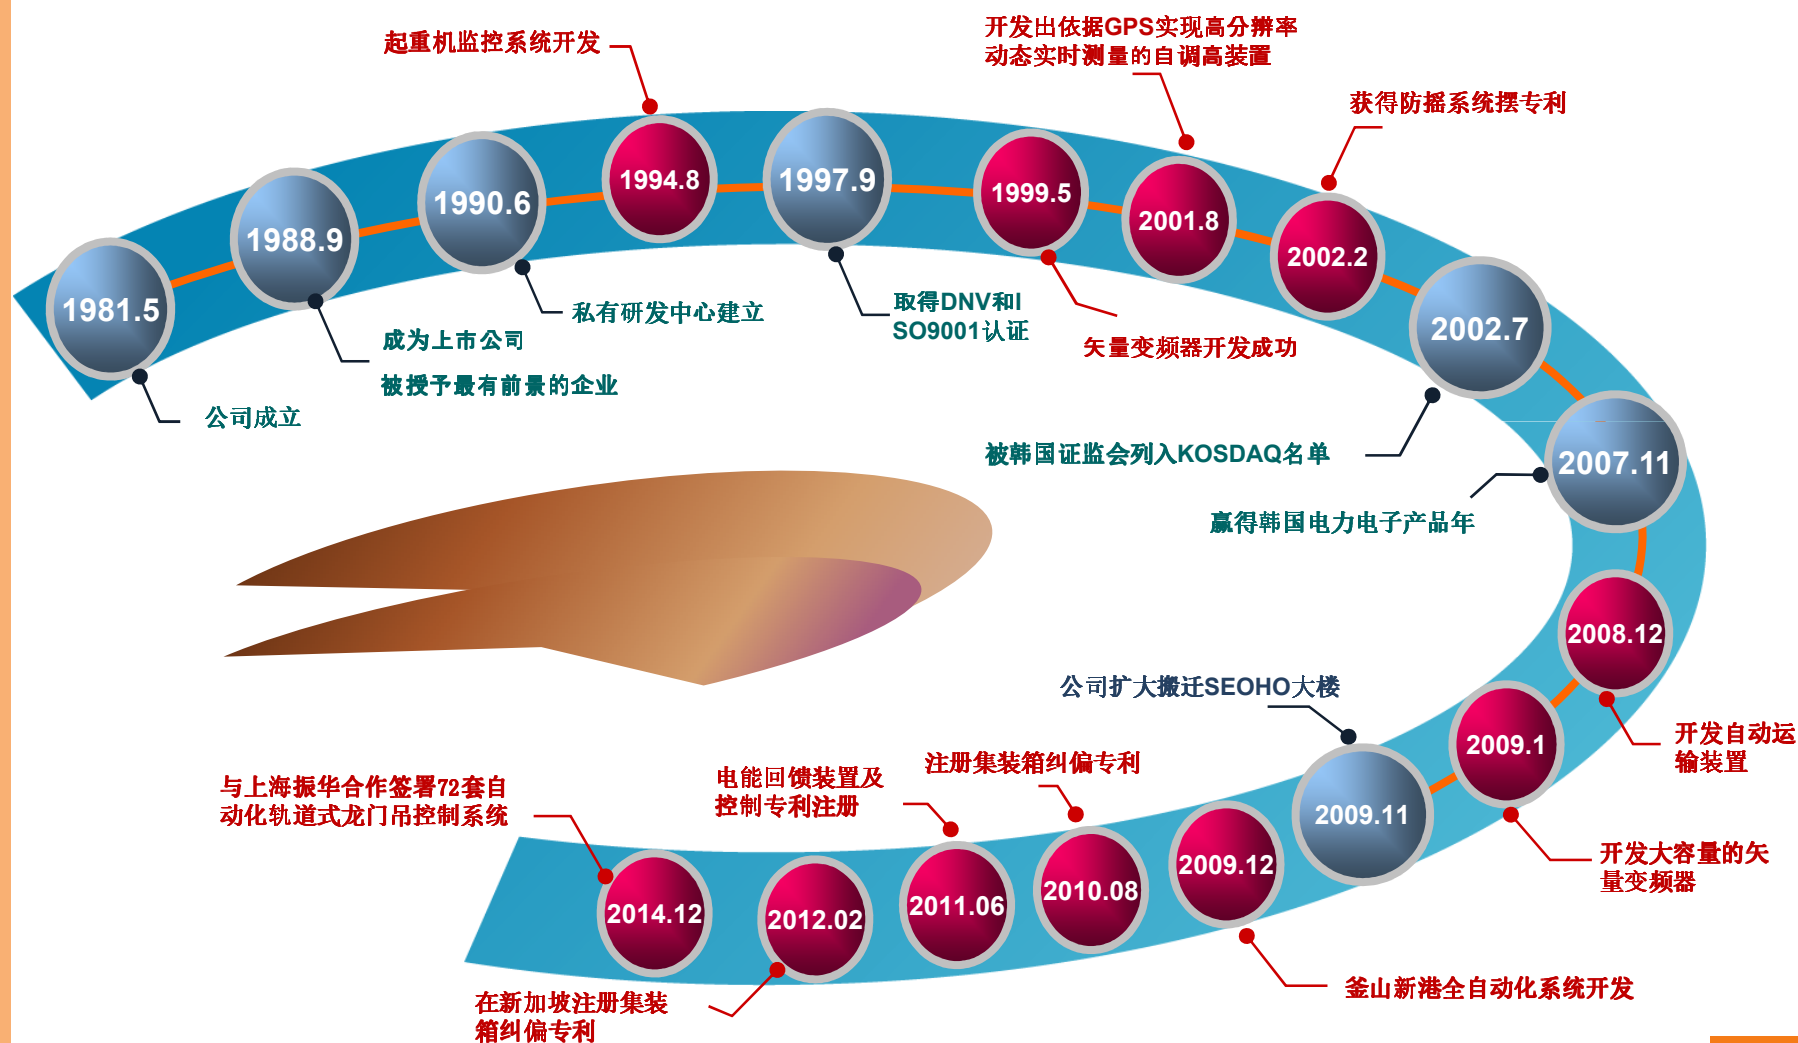 起重机监控系统开发
开发出依据GPS实现高分辨率
动态实时测量的自调高装置
获得防摇系统摆专利
1981.5
1988.9
1990.6
1994.8
1997.9
1999.5
2001.8
2002.2
2002.7
2007.11
公司成立
成为上市公司
被授予最有前景的企业
私有研发中心建立
取得DNV和I
SO9001认证
矢量变频器开发成功
被韩国证监会列入KOSDAQ名单
赢得韩国电力电子产品年
2008.12
2009.1
2009.11
2009.12
2010.08
2011.06
2012.02
2014.12
开发自动运
输装置
开发大容量的矢
量变频器
公司扩大搬迁SEOHO大楼
釜山新港全自动化系统开发
注册集装箱纠偏专利
电能回馈装置及
控制专利注册
在新加坡注册集装
箱纠偏专利
与上海振华合作签署72套自
动化轨道式龙门吊控制系统